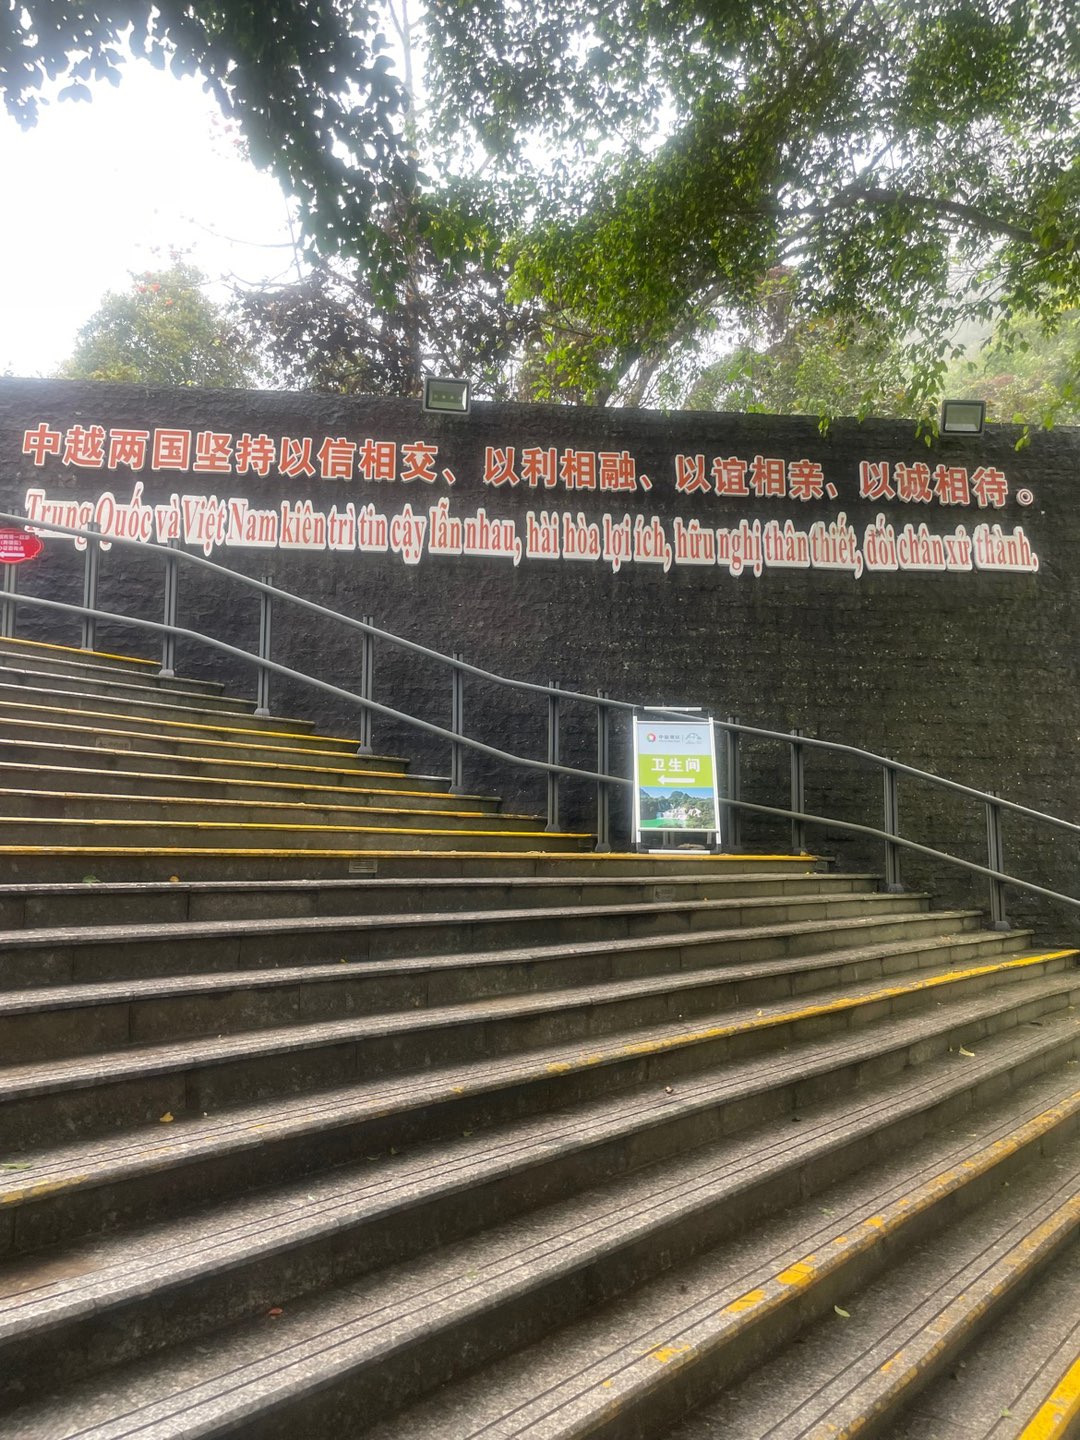 中越两国坚持以信相交、以利相融、以谊相亲、以诚相待。
Trung Quốc và Việt Nam kiên trì tin cậy lẫn nhau, hài hòa lợi ích, hữu nghị thân thiết, đối chân xử thành.
卫生间